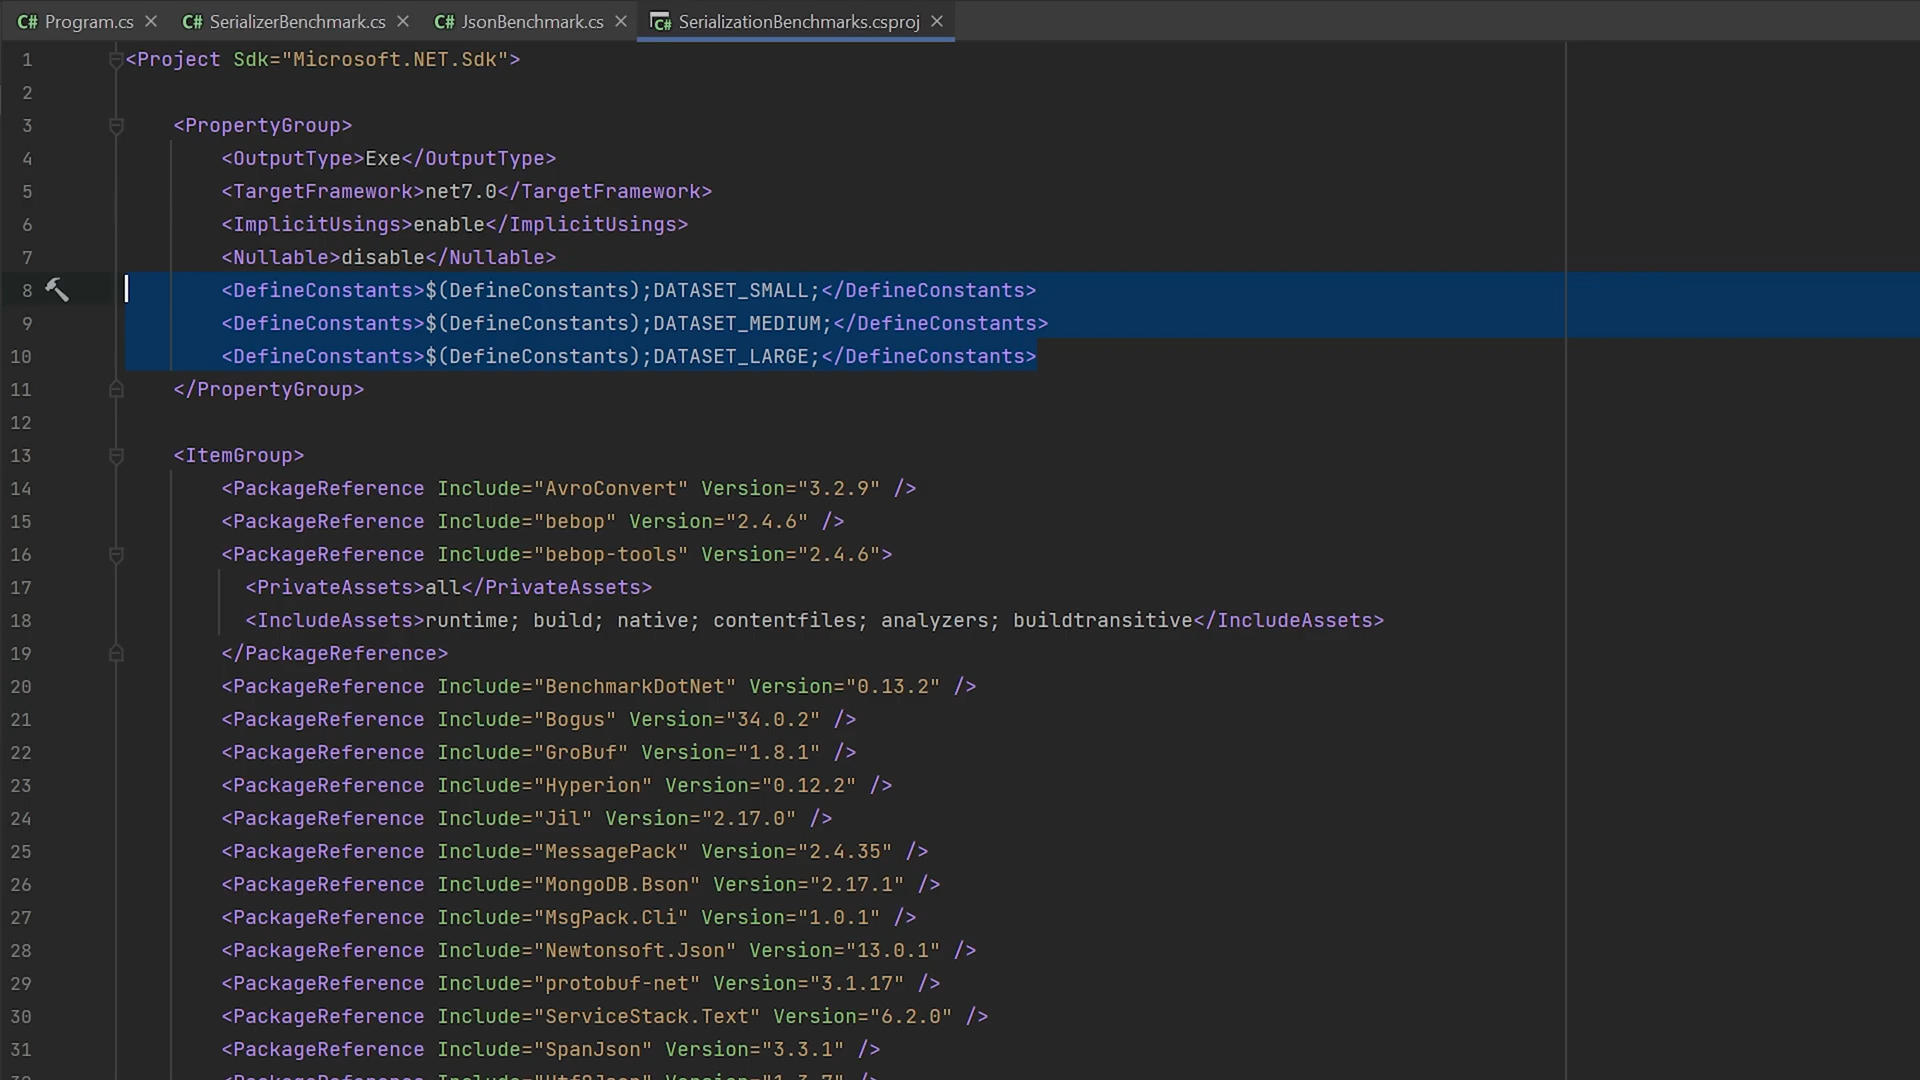 C# Program.cs × C# SerializerBenchmark.cs × C# JsonBenchmark.cs × C# SerializationBenchmarks.csproj ×
1 <Project Sdk="Microsoft.NET.Sdk">
2
3 <PropertyGroup>
4 <OutputType>Exe</OutputType>
5 <TargetFramework>net7.0</TargetFramework>
6 <ImplicitUsings>enable</ImplicitUsings>
7 <Nullable>disable</Nullable>
8 <DefineConstants>$(DefineConstants);DATASET_SMALL;</DefineConstants>
9 <DefineConstants>$(DefineConstants);DATASET_MEDIUM;</DefineConstants>
10 <DefineConstants>$(DefineConstants);DATASET_LARGE;</DefineConstants>
11 </PropertyGroup>
12
13 <ItemGroup>
14 <PackageReference Include="AvroConvert" Version="3.2.9" />
15 <PackageReference Include="bebop" Version="2.4.6" />
16 <PackageReference Include="bebop-tools" Version="2.4.6">
17 <PrivateAssets>all</PrivateAssets>
18 <IncludeAssets>runtime; build; native; contentfiles; analyzers; buildtransitive</IncludeAssets>
19 </PackageReference>
20 <PackageReference Include="BenchmarkDotNet" Version="0.13.2" />
21 <PackageReference Include="Bogus" Version="34.0.2" />
22 <PackageReference Include="GroBuf" Version="1.8.1" />
23 <PackageReference Include="Hyperion" Version="0.12.2" />
24 <PackageReference Include="Jil" Version="2.17.0" />
25 <PackageReference Include="MessagePack" Version="2.4.35" />
26 <PackageReference Include="MongoDB.Bson" Version="2.17.1" />
27 <PackageReference Include="MsgPack.Cli" Version="1.0.1" />
28 <PackageReference Include="Newtonsoft.Json" Version="13.0.1" />
29 <PackageReference Include="protobuf-net" Version="3.1.17" />
30 <PackageReference Include="ServiceStack.Text" Version="6.2.0" />
31 <PackageReference Include="SpanJson" Version="3.3.1" />